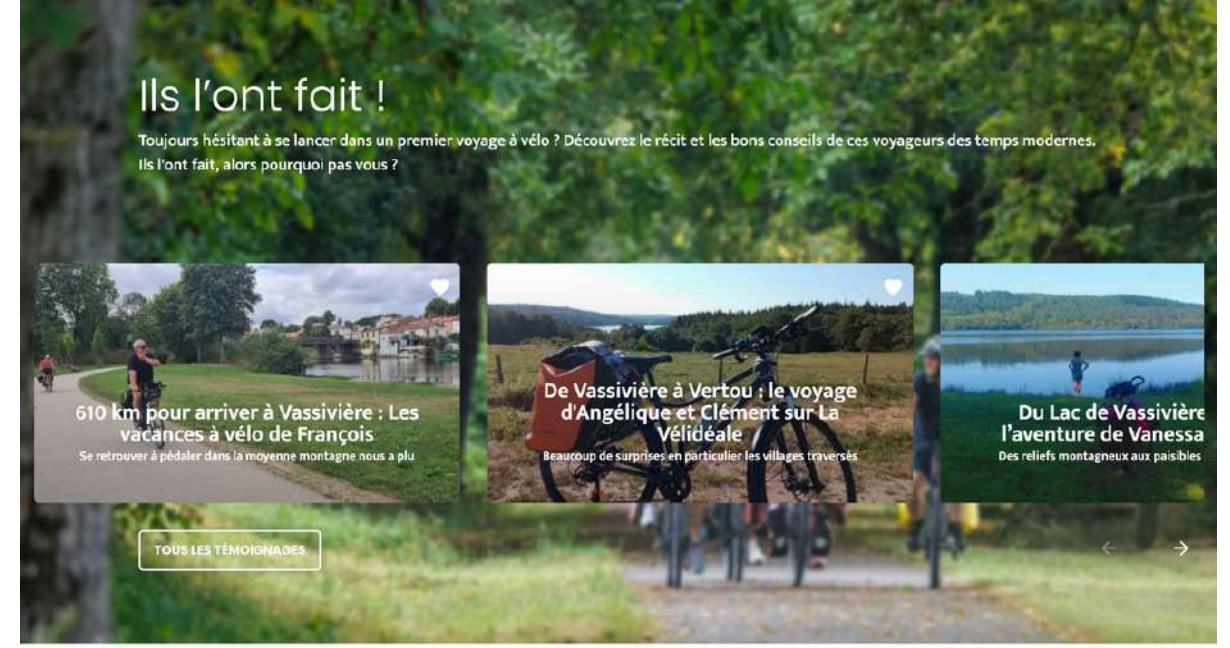 Ils l'ont fait !
Toujours hésitant à se lancer dans un premier voyage à vélo ? Découvrez le récit et les bons conseils de ces voyageurs des temps modernes.
Ils l'ont fait, alors pourquoi pas vous ?
610 km pour arriver à Vassivière : Les
vacances à vélo de François
Se retrouver à pédaler dans la moyenne montagne nous a plu
De Vassivière à Vertou : le voyage
d'Angélique et Clément sur La
Vélidéale
Beaucoup de surprises en particulier les villages traversés
Du Lac de Vassivière
l'aventure de Vanessa
Des reliefs montagneux aux paisibles
TOUS LES TÉMOIGNAGES